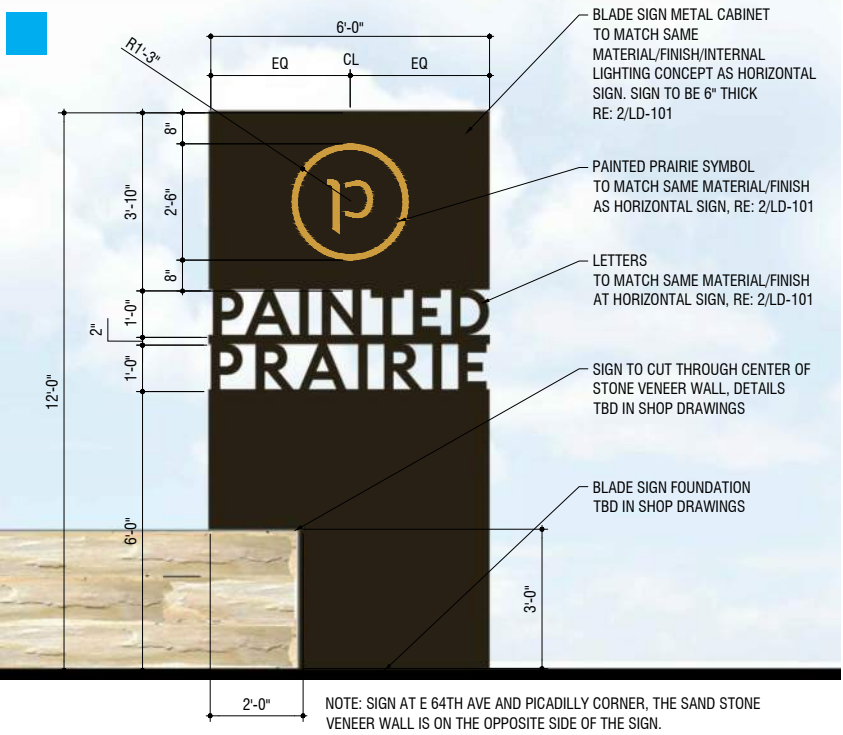 6'-0"
R1'-3"
EQ CL EQ
BLADE SIGN METAL CABINET
TO MATCH SAME
MATERIAL/FINISH/INTERNAL
LIGHTING CONCEPT AS HORIZONTAL
SIGN. SIGN TO BE 6" THICK
RE: 2/LD-101
8"
3'-10"
2'-6"
8"
p
PAINTED PRAIRIE SYMBOL
TO MATCH SAME MATERIAL/FINISH
AS HORIZONTAL SIGN, RE: 2/LD-101
LETTERS
TO MATCH SAME MATERIAL/FINISH
AT HORIZONTAL SIGN, RE: 2/LD-101
1'-0"
PAINTED
2"
1'-0"
PRAIRIE
12'-0"
SIGN TO CUT THROUGH CENTER OF
STONE VENEER WALL, DETAILS
TBD IN SHOP DRAWINGS
BLADE SIGN FOUNDATION
TBD IN SHOP DRAWINGS
6'-0"
3'-0"
2'-0"
NOTE: SIGN AT E 64TH AVE AND PICADILLY CORNER, THE SAND STONE
VENEER WALL IS ON THE OPPOSITE SIDE OF THE SIGN.